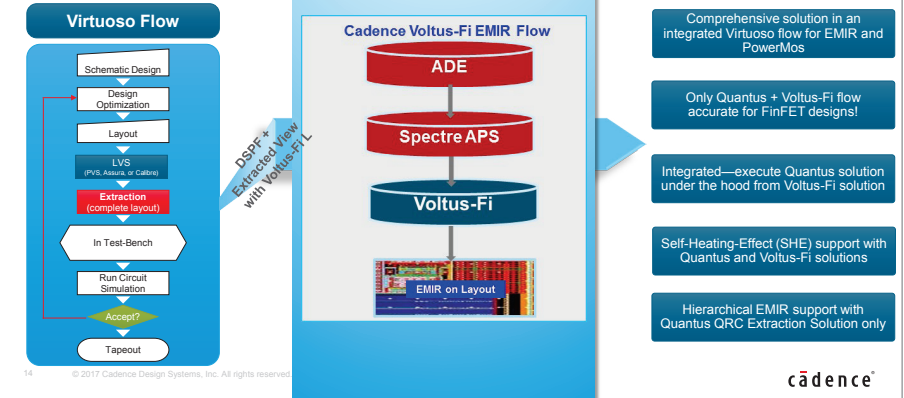 Virtuoso Flow
Schematic Design
Design
Optimization
Layout
LVS
(PVS, Assura, or Calibre)
Extraction
(complete layout)
In Test-Bench
Run Circuit
Simulation
Accept?
Tapeout
DSPF +
Extracted View
with Voltus-Fi L
Cadence Voltus-Fi EMIR Flow
ADE
Spectre APS
Voltus-Fi
EMIR on Layout
Comprehensive solution in an
integrated Virtuoso flow for EMIR and
PowerMos
Only Quantus + Voltus-Fi flow
accurate for FinFET designs!
Integrated—execute Quantus solution
under the hood from Voltus-Fi solution
Self-Heating-Effect (SHE) support with
Quantus and Voltus-Fi solutions
Hierarchical EMIR support with
Quantus QRC Extraction Solution only
14 © 2017 Cadence Design Systems, Inc. All rights reserved.
cādence®